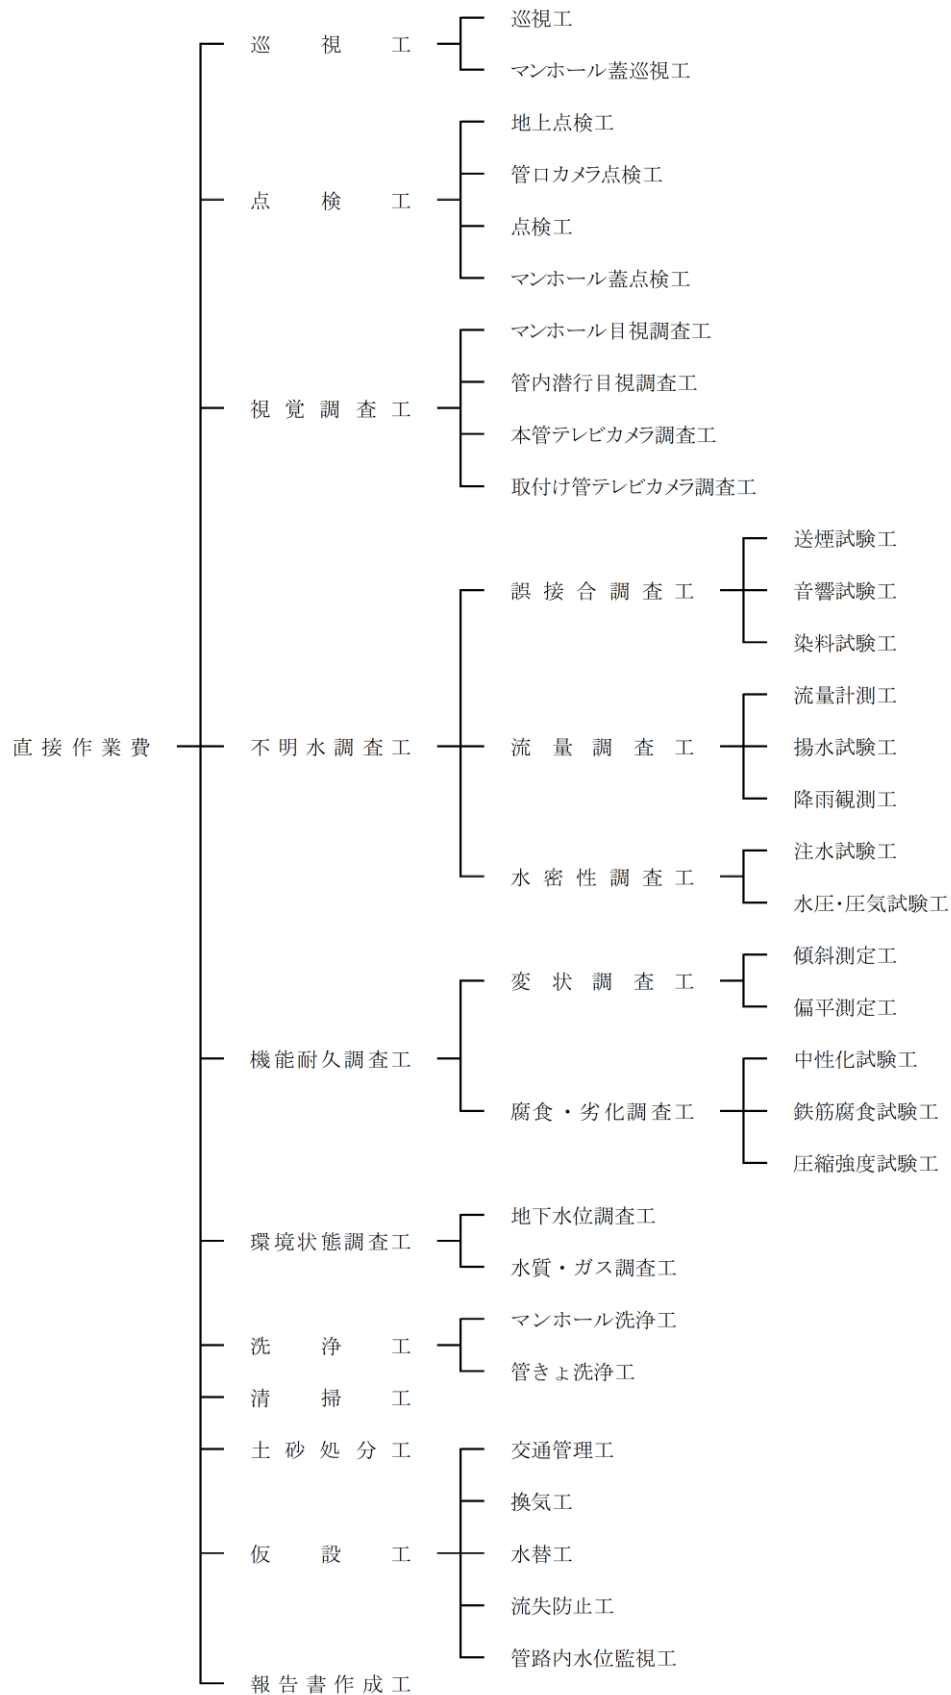 直接作業費
巡視工
巡視工
マンホール蓋巡視工
点検工
地上点検工
管口カメラ点検工
点検工
マンホール蓋点検工
視覚調査工
マンホール目視調査工
管内潜行目視調査工
本管テレビカメラ調査工
取付け管テレビカメラ調査工
不明水調査工
誤接合調査工
送煙試験工
音響試験工
染料試験工
流量調査工
流量計測工
揚水試験工
降雨観測工
水密性調査工
注水試験工
水圧・圧気試験工
機能耐久調査工
変状調査工
傾斜測定工
偏平測定工
腐食・劣化調査工
中性化試験工
鉄筋腐食試験工
圧縮強度試験工
環境状態調査工
地下水位調査工
水質・ガス調査工
洗浄工
マンホール洗浄工
管きょ洗浄工
清掃工
土砂処分工
仮設工
交通管理工
換気工
水替工
流失防止工
管路内水位監視工
報告書作成工